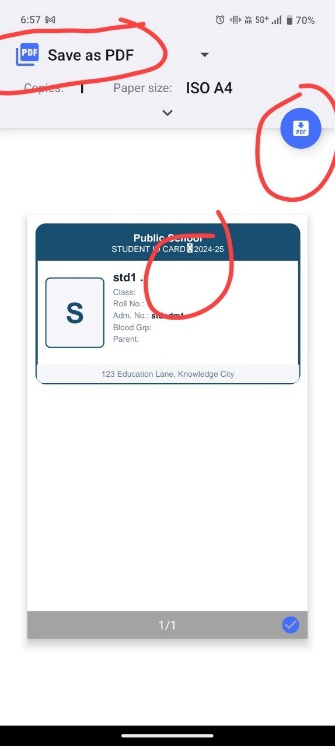 6:57
5G+
70%
PDF
Save as PDF
Copies: 1
Paper size: ISO A4
PDF
Public School
STUDENT ID CARD 2024-25
S
std1 .
Class:
Roll No.:
Adm. No.:
Blood Grp:
Parent:
123 Education Lane, Knowledge City
1/1